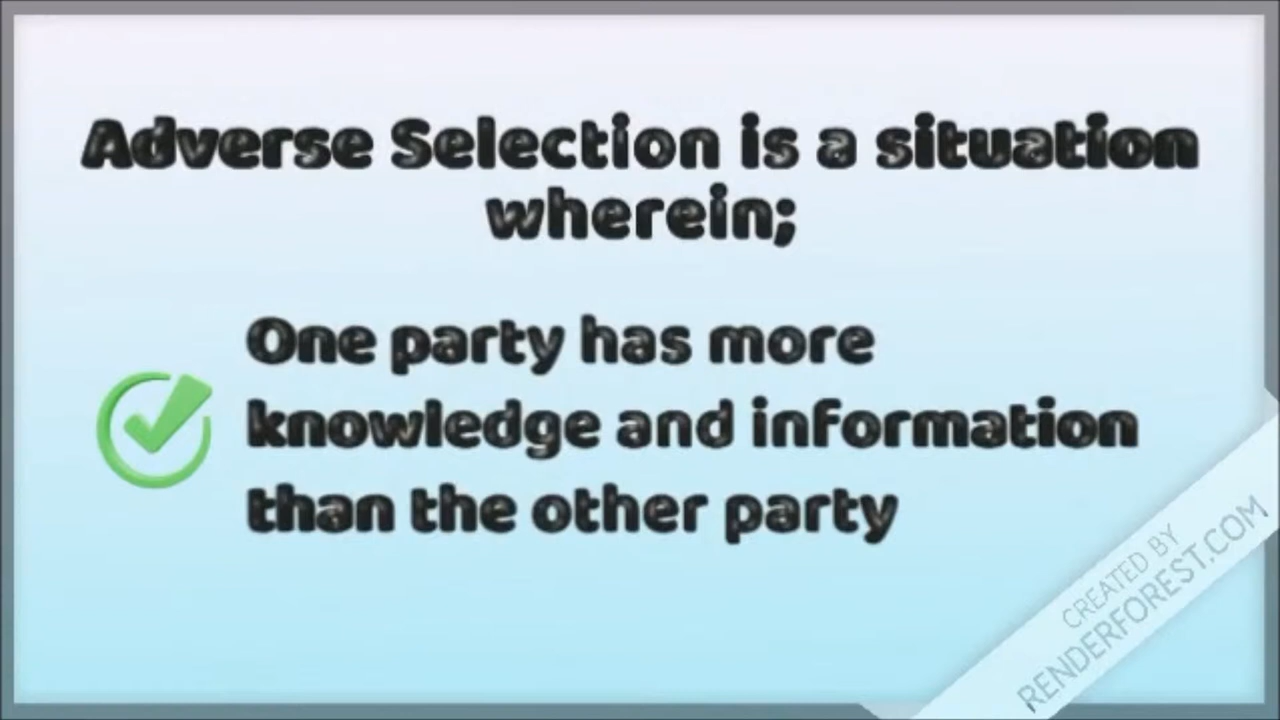 Adverse Selection is a situation
wherein;
One party has more
knowledge and information
than the other party
CREATED BY
RENDERFOREST.COM